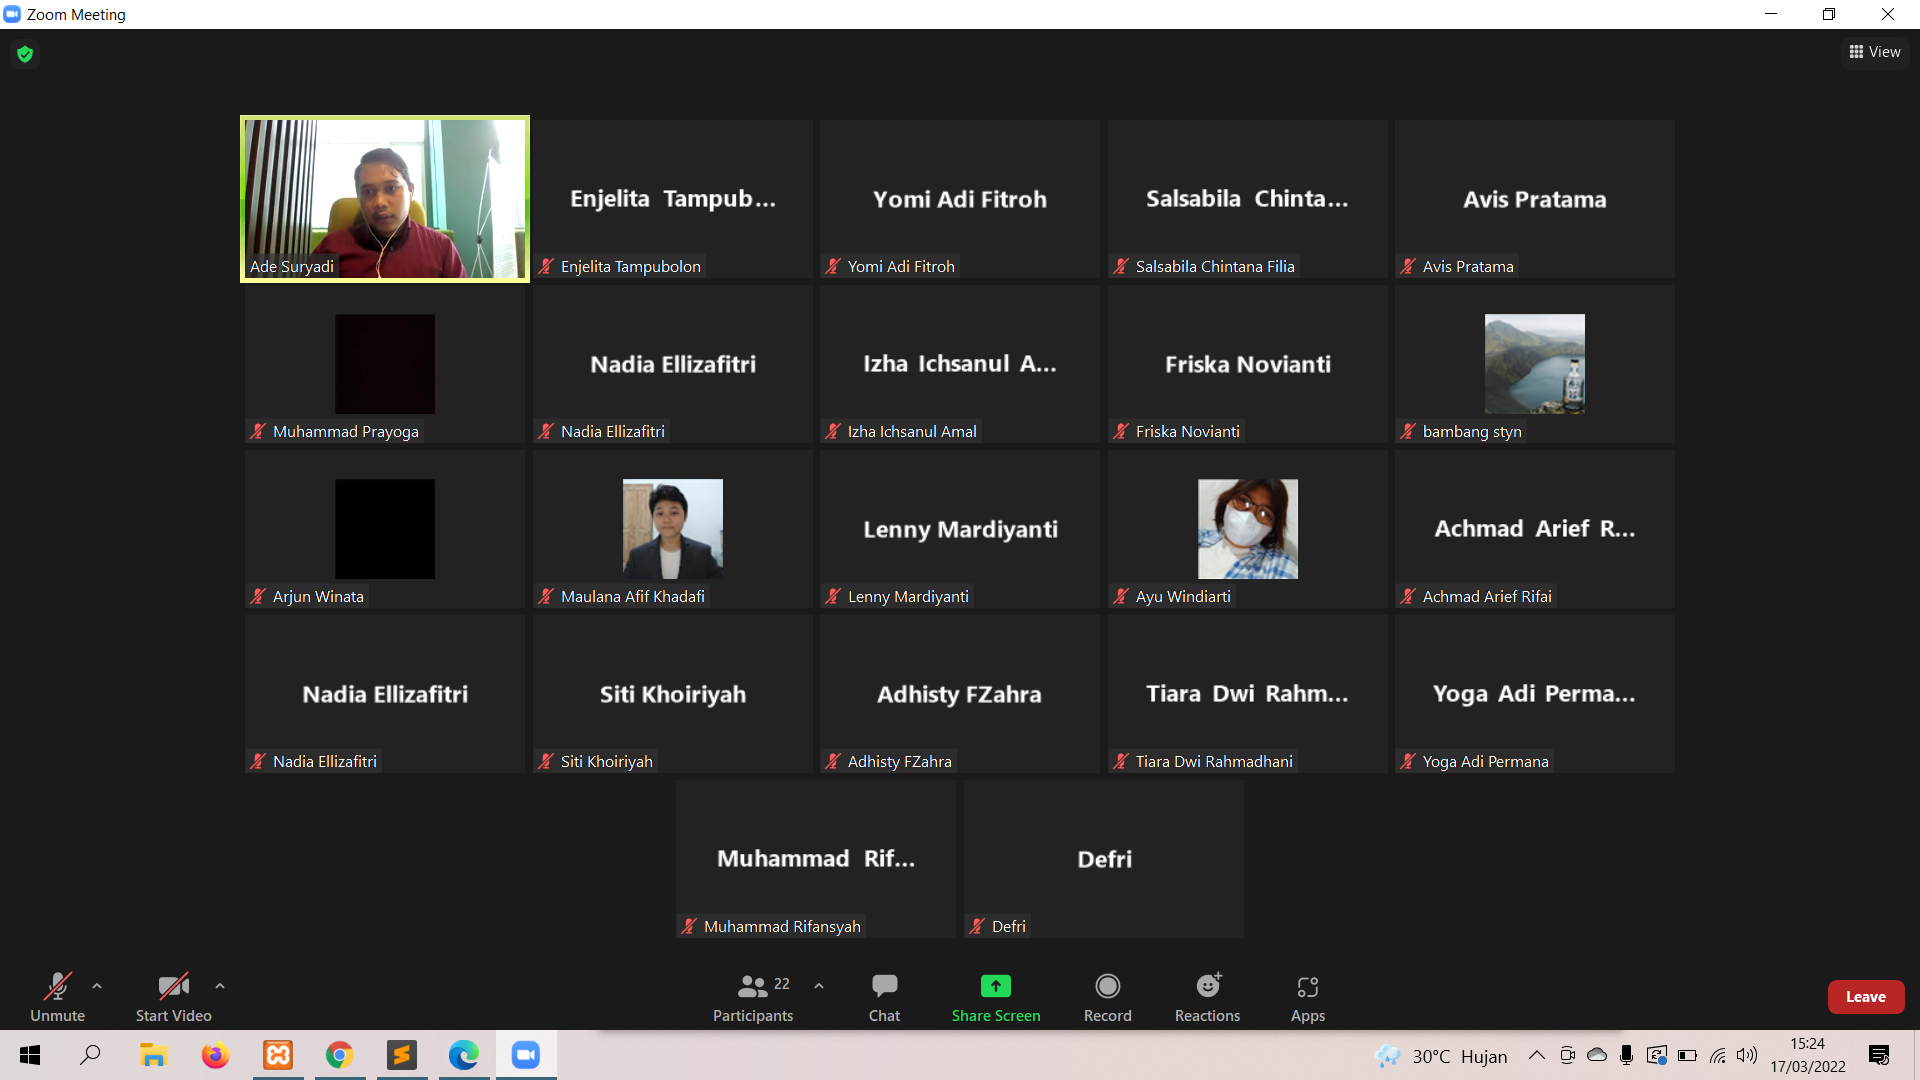 Zoom Meeting
View
Ade Suryadi
Enjelita Tampub...
Enjelita Tampubolon
Yomi Adi Fitroh
Yomi Adi Fitroh
Salsabila Chinta...
Salsabila Chintana Filia
Avis Pratama
Avis Pratama
Muhammad Prayoga
Nadia Ellizafitri
Nadia Ellizafitri
Izha Ichsanul A...
Izha Ichsanul Amal
Friska Novianti
Friska Novianti
bambang styn
Arjun Winata
Maulana Afif Khadafi
Lenny Mardiyanti
Lenny Mardiyanti
Ayu Windiarti
Achmad Arief R...
Achmad Arief Rifai
Nadia Ellizafitri
Nadia Ellizafitri
Siti Khoiriyah
Siti Khoiriyah
Adhisty FZahra
Adhisty FZahra
Tiara Dwi Rahm...
Tiara Dwi Rahmadhani
Yoga Adi Perma...
Yoga Adi Permana
Muhammad Rif...
Muhammad Rifansyah
Defri
Defri
Unmute
Start Video
22
Participants
Chat
Share Screen
Record
Reactions
Apps
Leave
30°C Hujan
15:24
17/03/2022